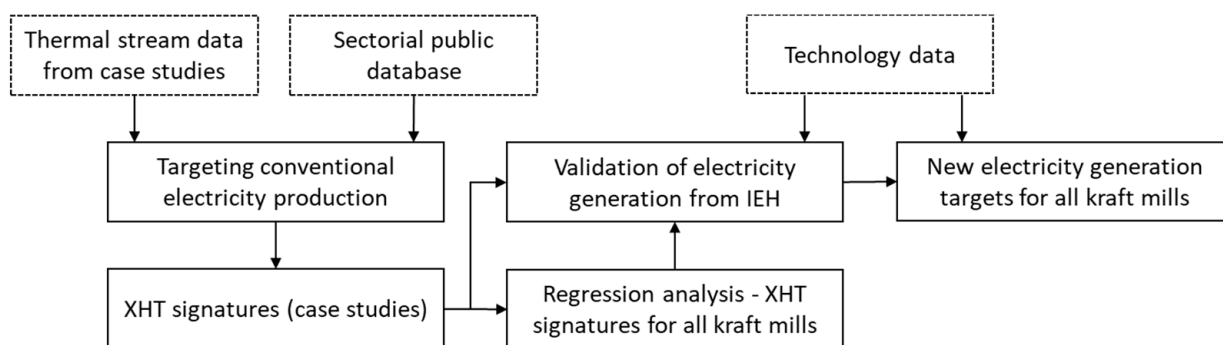 Thermal stream data
from case studies
Sectorial public
database
Technology data
Targeting conventional
electricity production
Validation of electricity
generation from IEH
New electricity generation
targets for all kraft mills
XHT signatures (case studies)
Regression analysis - XHT
signatures for all kraft mills